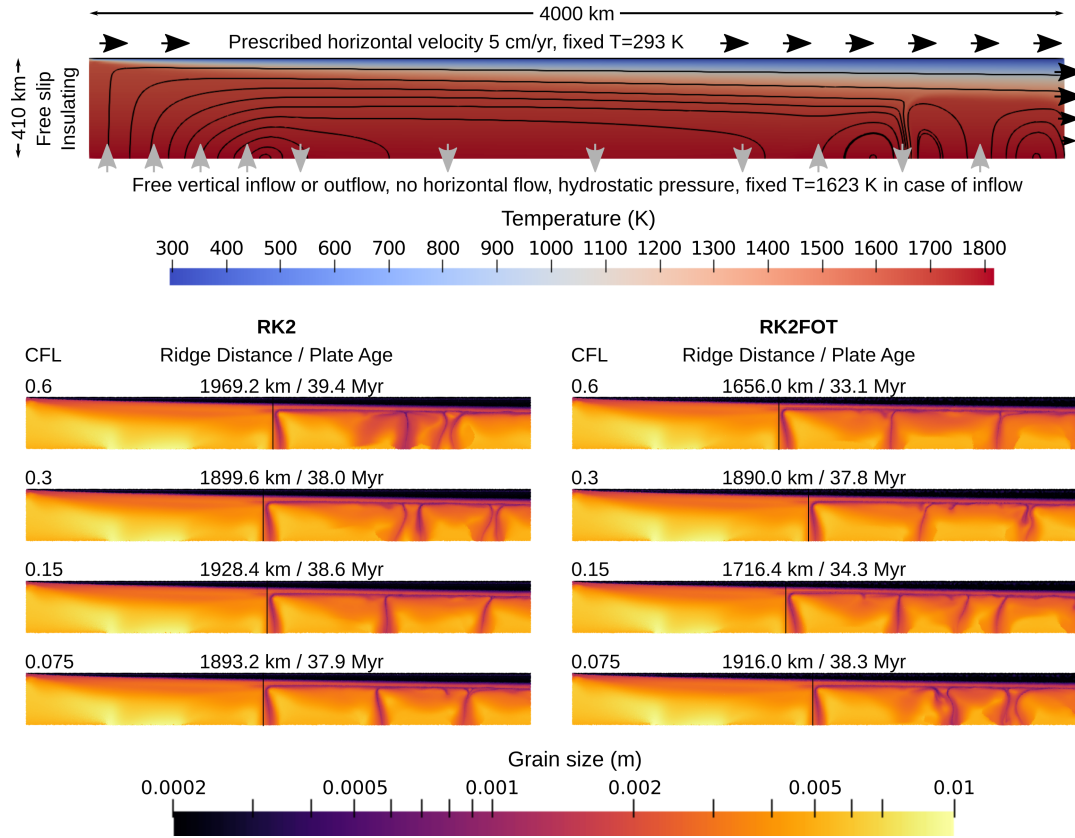 4000 km
Prescribed horizontal velocity 5 cm/yr, fixed T=293 K
410 km
Free slip
Insulating
Free vertical inflow or outflow, no horizontal flow, hydrostatic pressure, fixed T=1623 K in case of inflow
Temperature (K)
300 400 500 600 700 800 900 1000 1100 1200 1300 1400 1500 1600 1700 1800
RK2
CFL Ridge Distance / Plate Age
0.6 1969.2 km / 39.4 Myr
0.3 1899.6 km / 38.0 Myr
0.15 1928.4 km / 38.6 Myr
0.075 1893.2 km / 37.9 Myr
RK2FOT
CFL Ridge Distance / Plate Age
0.6 1656.0 km / 33.1 Myr
0.3 1890.0 km / 37.8 Myr
0.15 1716.4 km / 34.3 Myr
0.075 1916.0 km / 38.3 Myr
Grain size (m)
0.0002 0.0005 0.001 0.002 0.005 0.01